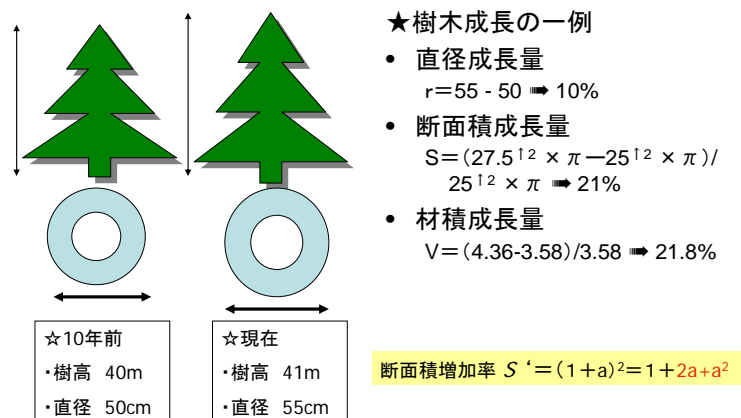 ★樹木成長の一例
• 直径成長量
r=55 - 50 ➠ 10%
• 断面積成長量
S=(27.5↑2 × π ー25↑2 × π)/
25↑2 × π ➠ 21%
• 材積成長量
V=(4.36-3.58)/3.58 ➠ 21.8%
☆10年前
・樹高 40m
・直径 50cm
☆現在
・樹高 41m
・直径 55cm
断面積増加率 S‘=(1+a)²=1+2a+a²